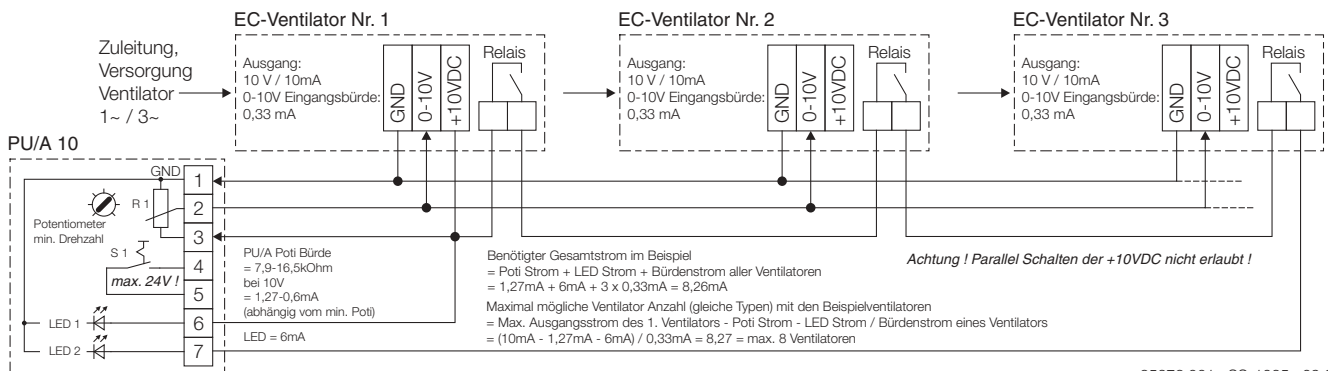 EC-Ventilator Nr. 1
EC-Ventilator Nr. 2
EC-Ventilator Nr. 3
Zuleitung,
Versorgung
Ventilator
1~ / 3~
Ausgang:
10 V / 10mA
0-10V Eingangsbürde:
0,33 mA
GND
0-10V
+10VDC
Relais
Ausgang:
10 V / 10mA
0-10V Eingangsbürde:
0,33 mA
GND
0-10V
+10VDC
Relais
Ausgang:
10 V / 10mA
0-10V Eingangsbürde:
0,33 mA
GND
0-10V
+10VDC
Relais
PU/A 10
GND
1
R 1
2
Potentiometer
min. Drehzahl
3
S 1
4
max. 24V !
5
LED 1
6
LED 2
7
PU/A Poti Bürde
= 7,9-16,5kOhm
bei 10V
= 1,27-0,6mA
(abhängig vom min. Poti)
LED = 6mA
Benötigter Gesamtstrom im Beispiel
= Poti Strom + LED Strom + Bürdenstrom aller Ventilatoren
= 1,27mA + 6mA + 3 x 0,33mA = 8,26mA
Maximal mögliche Ventilator Anzahl (gleiche Typen) mit den Beispielventilatoren
= Max. Ausgangsstrom des 1. Ventilators - Poti Strom - LED Strom / Bürdenstrom eines Ventilators
= (10mA - 1,27mA - 6mA) / 0,33mA = 8,27 = max. 8 Ventilatoren
Achtung ! Parallel Schalten der +10VDC nicht erlaubt !